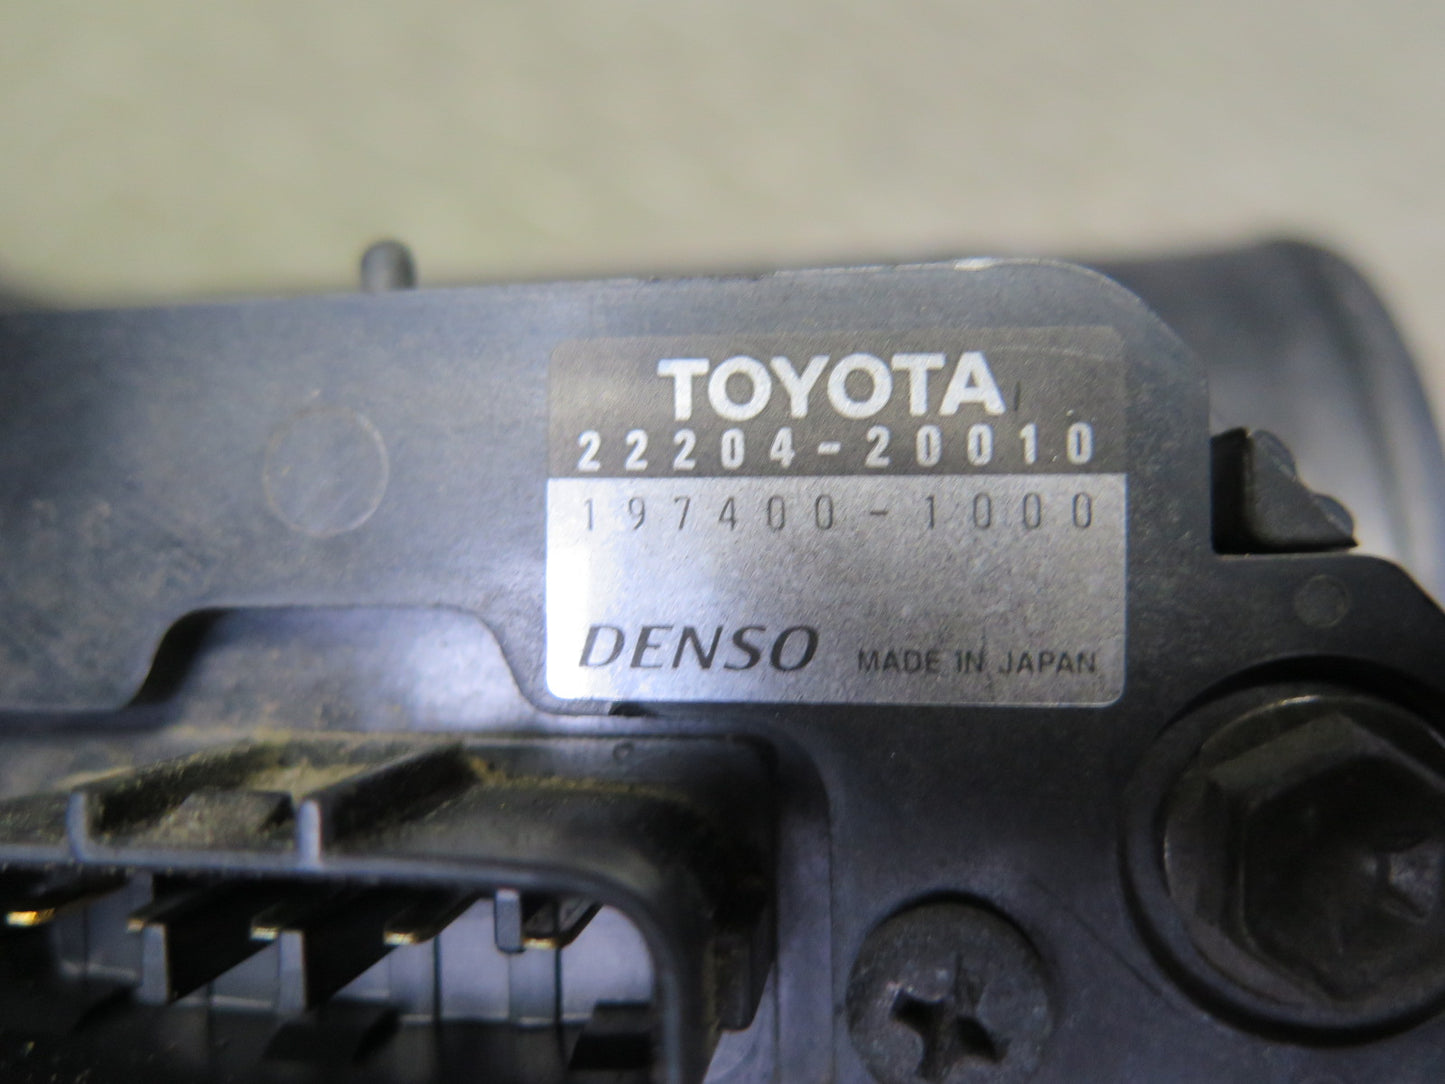 TOYOTA
22204-20010
197400-1000
DENSO MADE IN JAPAN